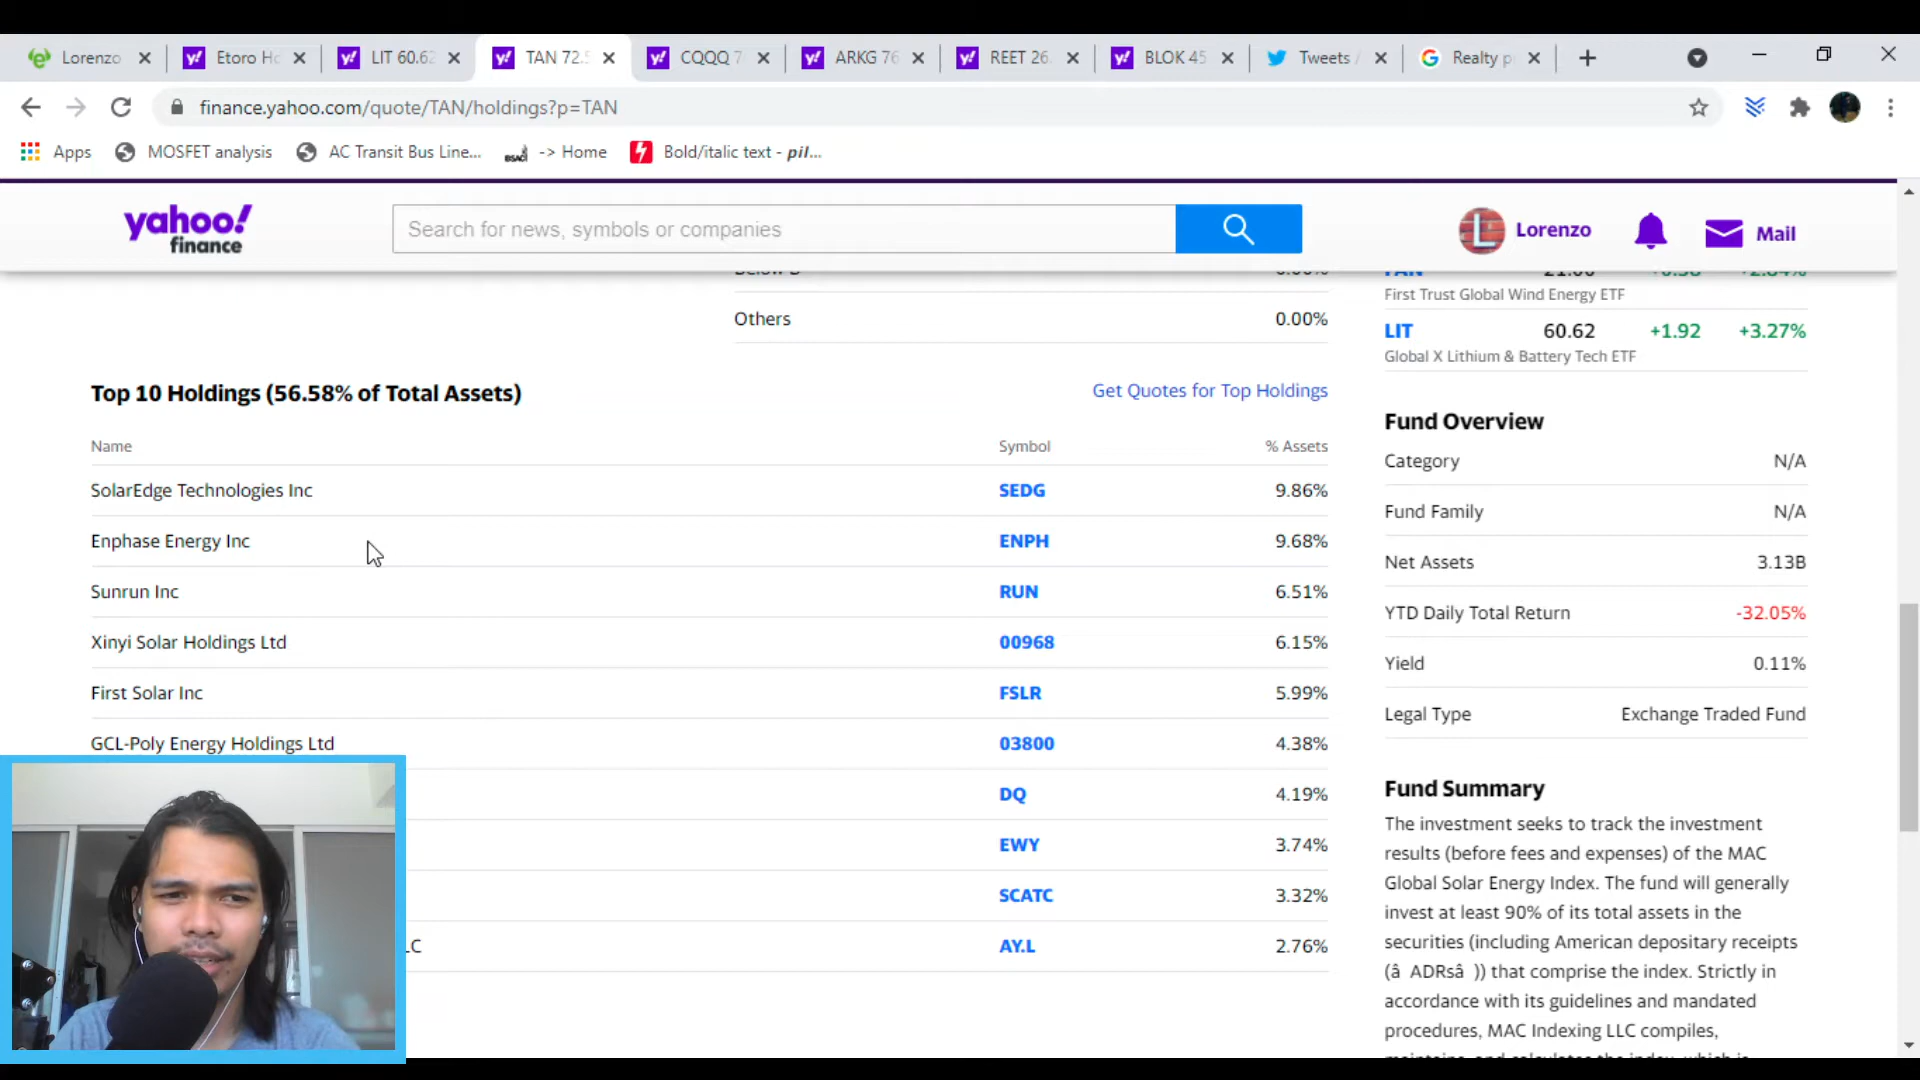 Lorenzo
Etoro Ho
LIT 60.62
TAN 72.5
CQQQ 7
ARKG 76
REET 26.
BLOK 45
Tweets /
Realty p
finance.yahoo.com/quote/TAN/holdings?p=TAN
Apps
MOSFET analysis
AC Transit Bus Line...
BSAC -> Home
Bold/italic text - pil...
yahoo!
finance
Search for news, symbols or companies
L
Lorenzo
Mail
Others 0.00%
Top 10 Holdings (56.58% of Total Assets)
Get Quotes for Top Holdings
Name Symbol % Assets
SolarEdge Technologies Inc SEDG 9.86%
Enphase Energy Inc ENPH 9.68%
Sunrun Inc RUN 6.51%
Xinyi Solar Holdings Ltd 00968 6.15%
First Solar Inc FSLR 5.99%
GCL-Poly Energy Holdings Ltd 03800 4.38%
DQ 4.19%
EWY 3.74%
SCATC 3.32%
LC AY.L 2.76%
First Trust Global Wind Energy ETF
LIT 60.62 +1.92 +3.27%
Global X Lithium & Battery Tech ETF
Fund Overview
Category N/A
Fund Family N/A
Net Assets 3.13B
YTD Daily Total Return -32.05%
Yield 0.11%
Legal Type Exchange Traded Fund
Fund Summary
The investment seeks to track the investment
results (before fees and expenses) of the MAC
Global Solar Energy Index. The fund will generally
invest at least 90% of its total assets in the
securities (including American depositary receipts
(â ADRsâ )) that comprise the index. Strictly in
accordance with its guidelines and mandated
procedures, MAC Indexing LLC compiles,